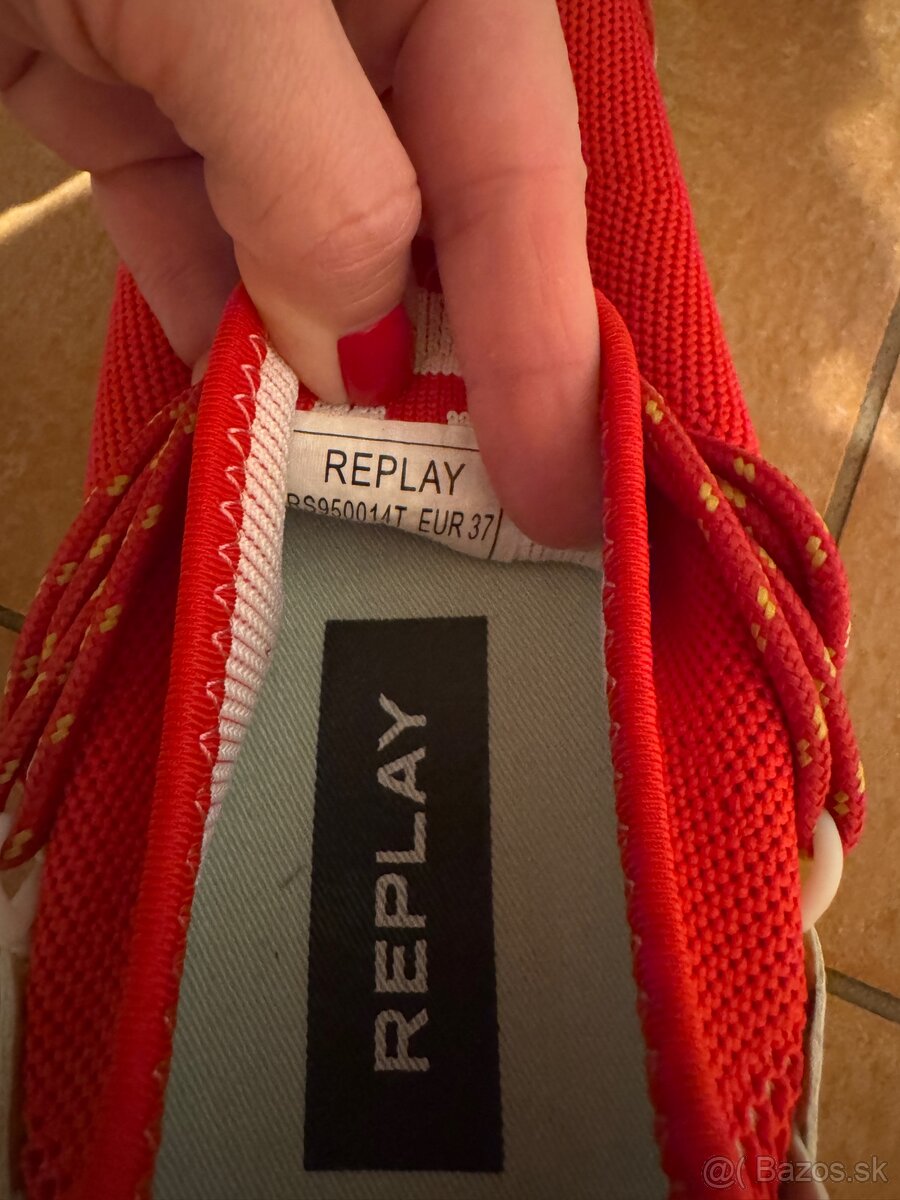 REPLAY
RS950014T EUR 37
REPLAY
@( Bazos.sk